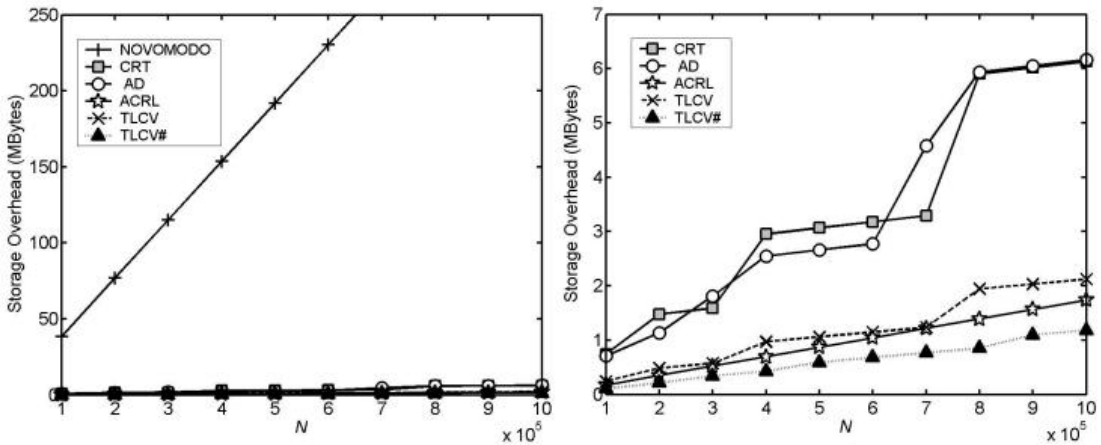 250
200
150
100
50
0
Storage Overhead (MBytes)
NOVOMODO
CRT
AD
ACRL
TLCV
TLCV#
1 2 3 4 5 6 7 8 9 10
N
x 10^5
7
6
5
4
3
2
1
0
Storage Overhead (MBytes)
CRT
AD
ACRL
TLCV
TLCV#
1 2 3 4 5 6 7 8 9 10
N
x 10^5